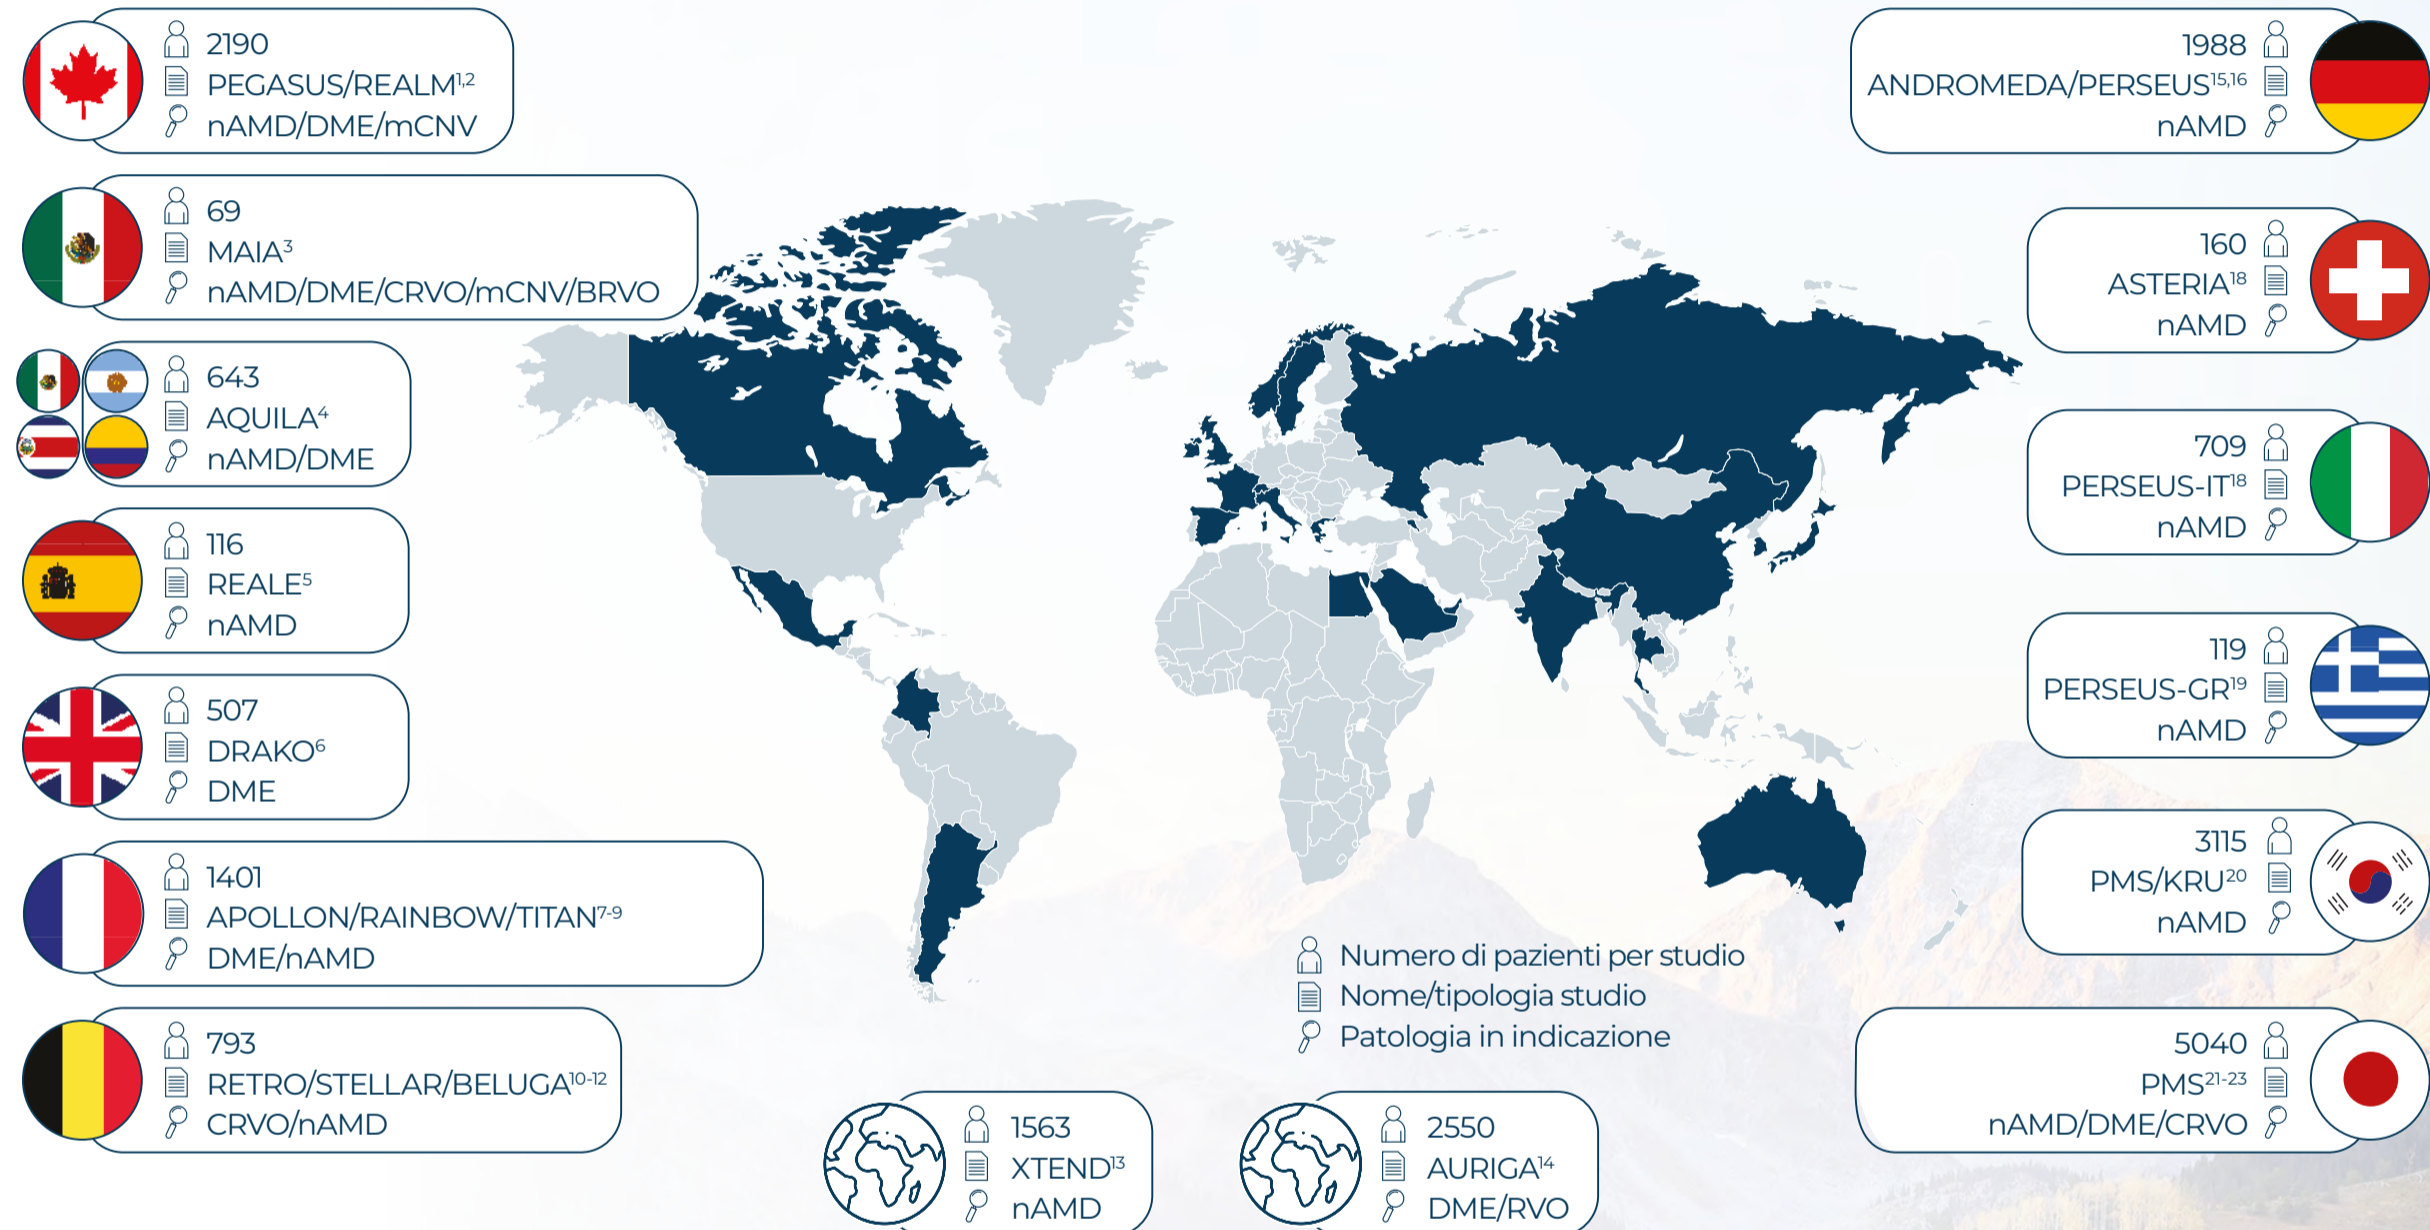 2190
PEGASUS/REALM1,2
nAMD/DME/mCNV
69
MAIA3
nAMD/DME/CRVO/mCNV/BRVO
643
AQUILA4
nAMD/DME
116
REALE5
nAMD
507
DRAKO6
DME
1401
APOLLON/RAINBOW/TITAN7-9
DME/nAMD
793
RETRO/STELLAR/BELUGA10-12
CRVO/nAMD
1563
XTEND13
nAMD
2550
AURIGA14
DME/RVO
Numero di pazienti per studio
Nome/tipologia studio
Patologia in indicazione
1988
ANDROMEDA/PERSEUS15,16
nAMD
160
ASTERIA18
nAMD
709
PERSEUS-IT18
nAMD
119
PERSEUS-GR19
nAMD
3115
PMS/KRU20
nAMD
5040
PMS21-23
nAMD/DME/CRVO